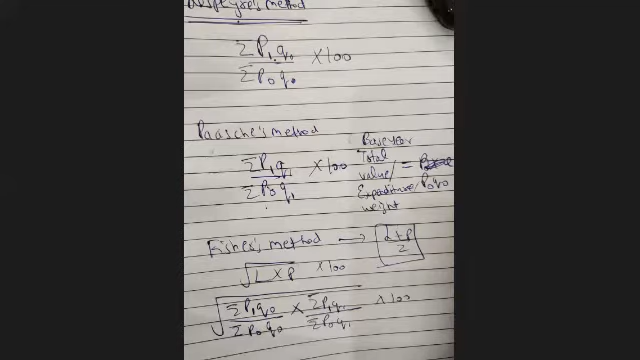 Laspeyre's method
ΣP₁q₀ ×100
ΣP₀q₀
Paasche's method
ΣP₁q₁ ×100
ΣP₀q₁
Base year
Total
value/ =
Expenditure/ P₀q₀
weight
Fisher's method → L+P
2
√L×P ×100
√ΣP₁q₀ × ΣP₁q₁ ×100
ΣP₀q₀ ΣP₀q₁